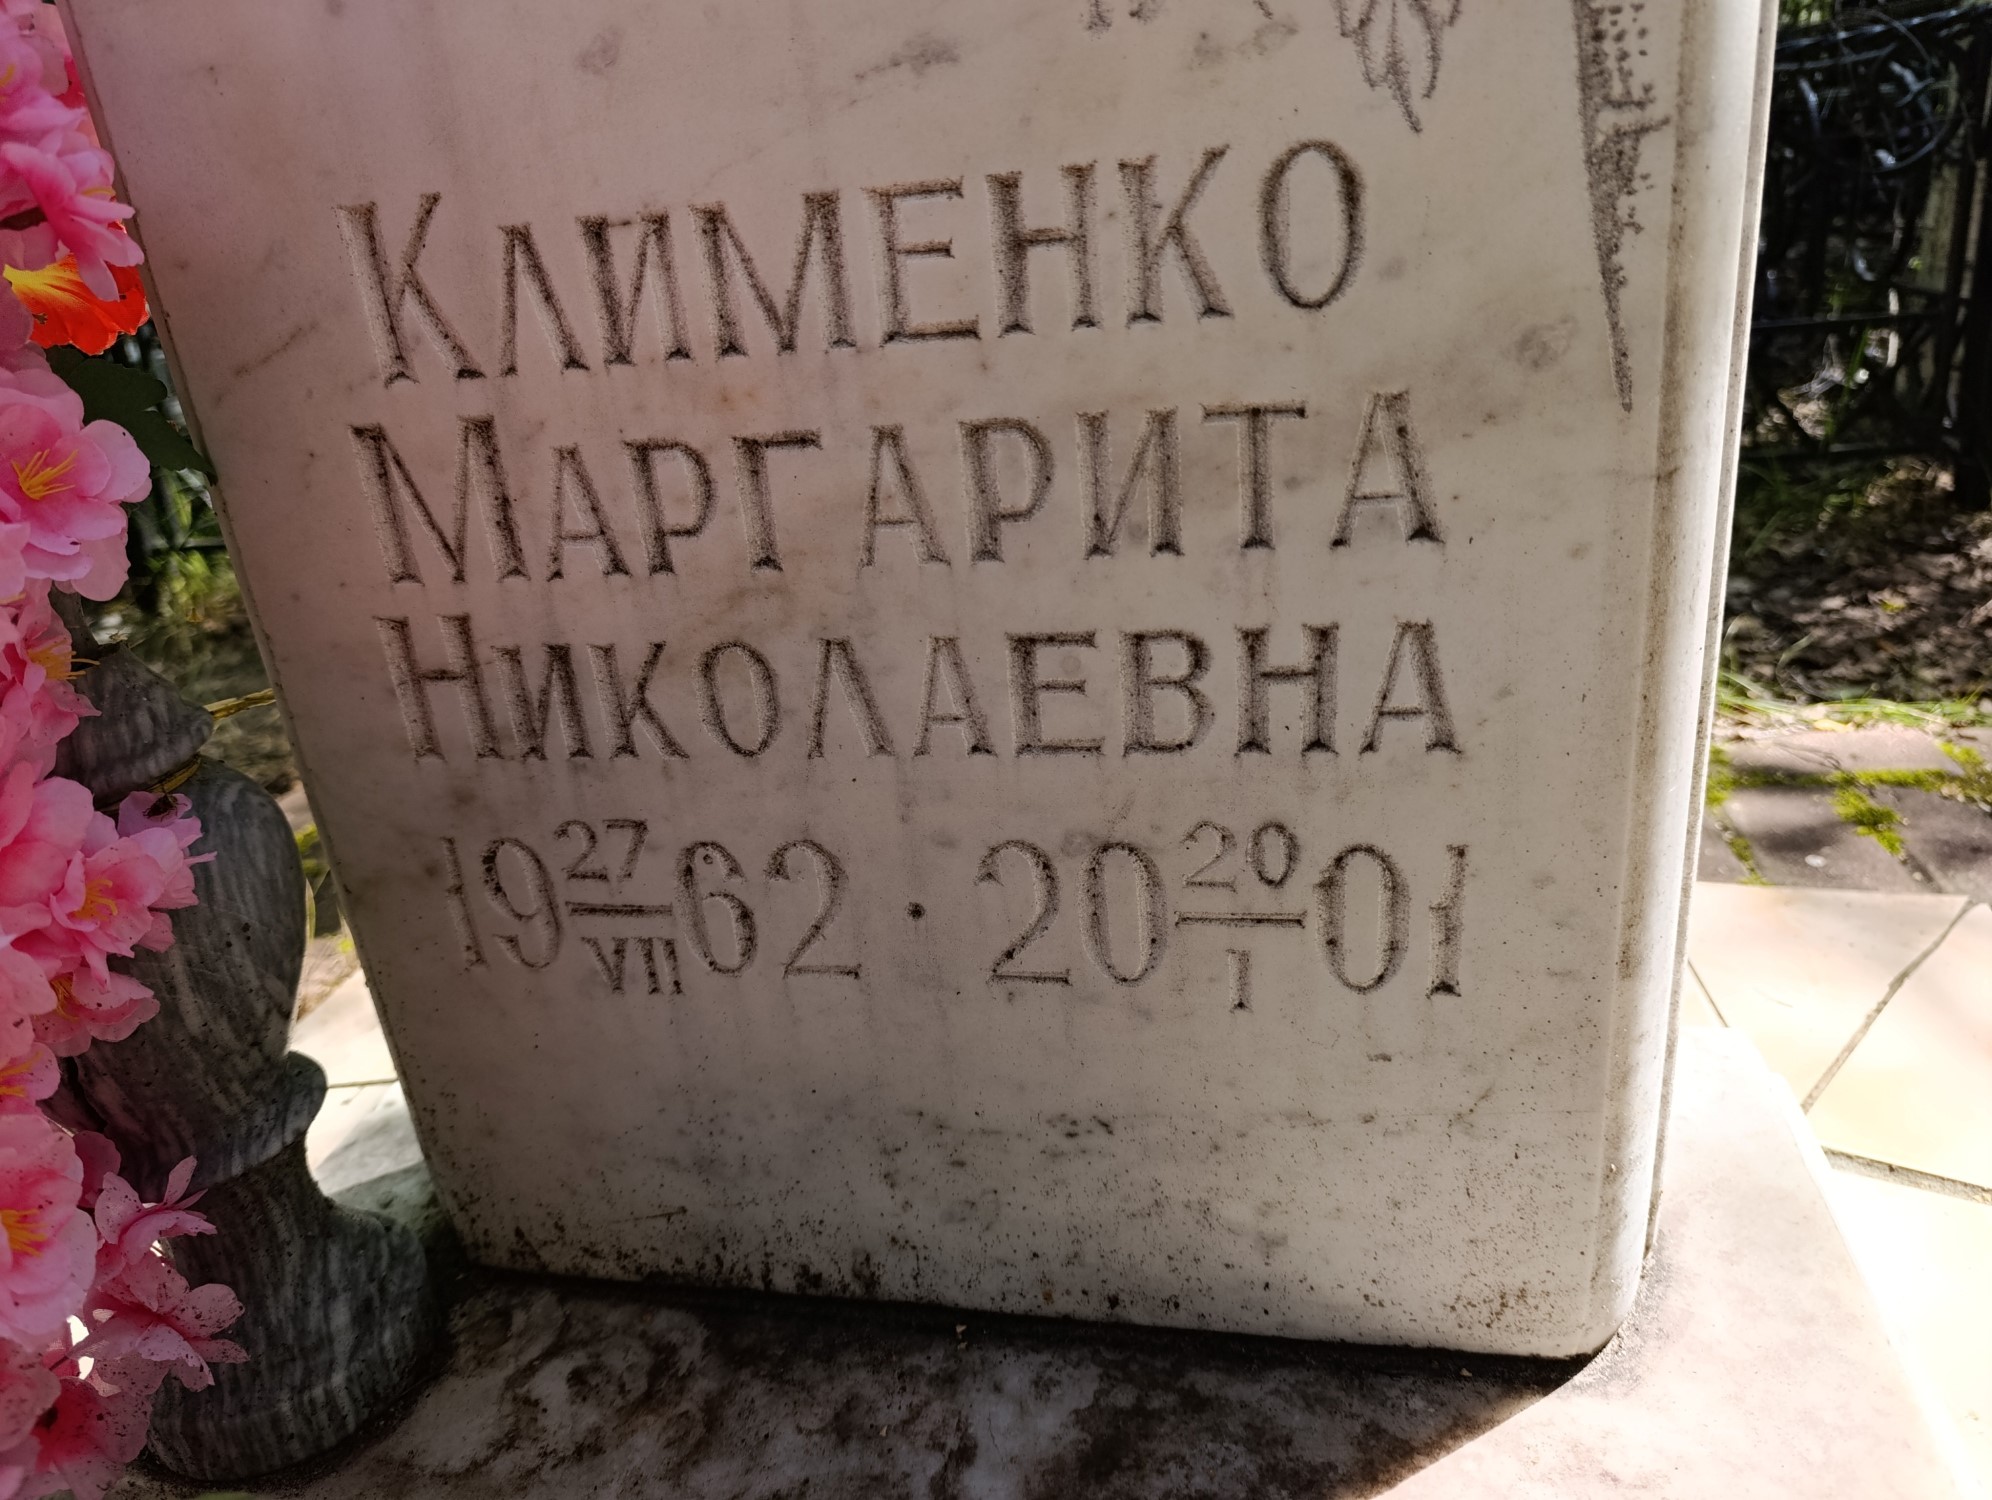 КЛИМЕНКО
МАРГАРИТА
НИКОЛАЕВНА
19 27/VII 62 · 20 20/I 01